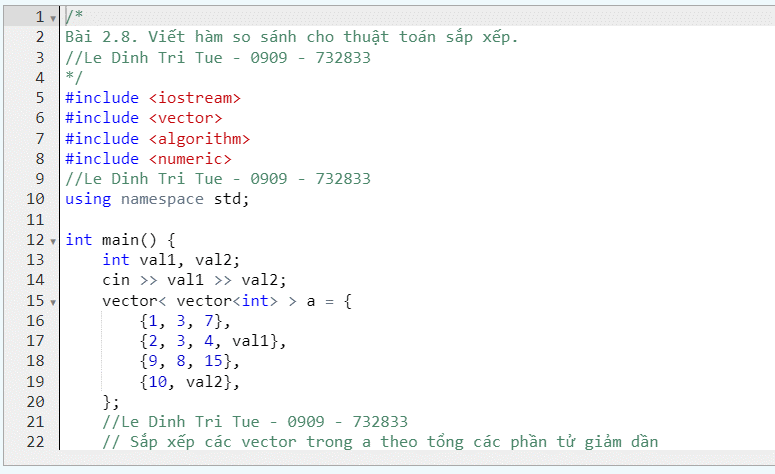 1 /*
2 Bài 2.8. Viết hàm so sánh cho thuật toán sắp xếp.
3 //Le Dinh Tri Tue - 0909 - 732833
4 */
5 #include <iostream>
6 #include <vector>
7 #include <algorithm>
8 #include <numeric>
9 //Le Dinh Tri Tue - 0909 - 732833
10 using namespace std;
11
12 int main() {
13 int val1, val2;
14 cin >> val1 >> val2;
15 vector< vector<int> > a = {
16 {1, 3, 7},
17 {2, 3, 4, val1},
18 {9, 8, 15},
19 {10, val2},
20 };
21 //Le Dinh Tri Tue - 0909 - 732833
22 // Sắp xếp các vector trong a theo tổng các phần tử giảm dần